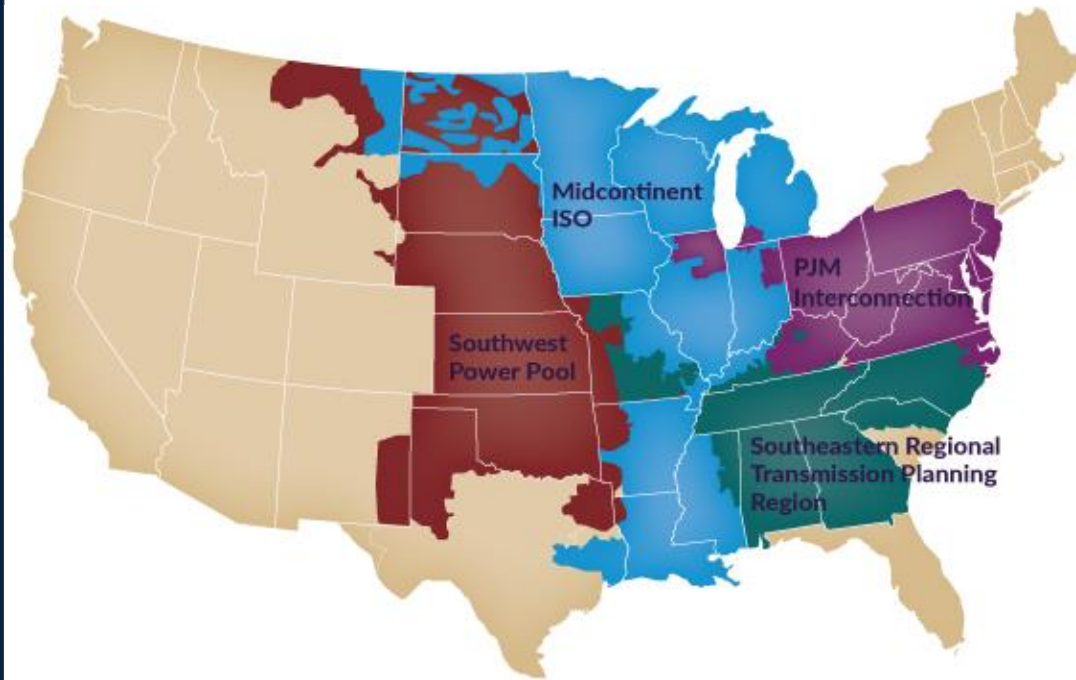 Midcontinent
ISO
PJM
Interconnection
Southwest
Power Pool
Southeastern Regional
Transmission Planning
Region